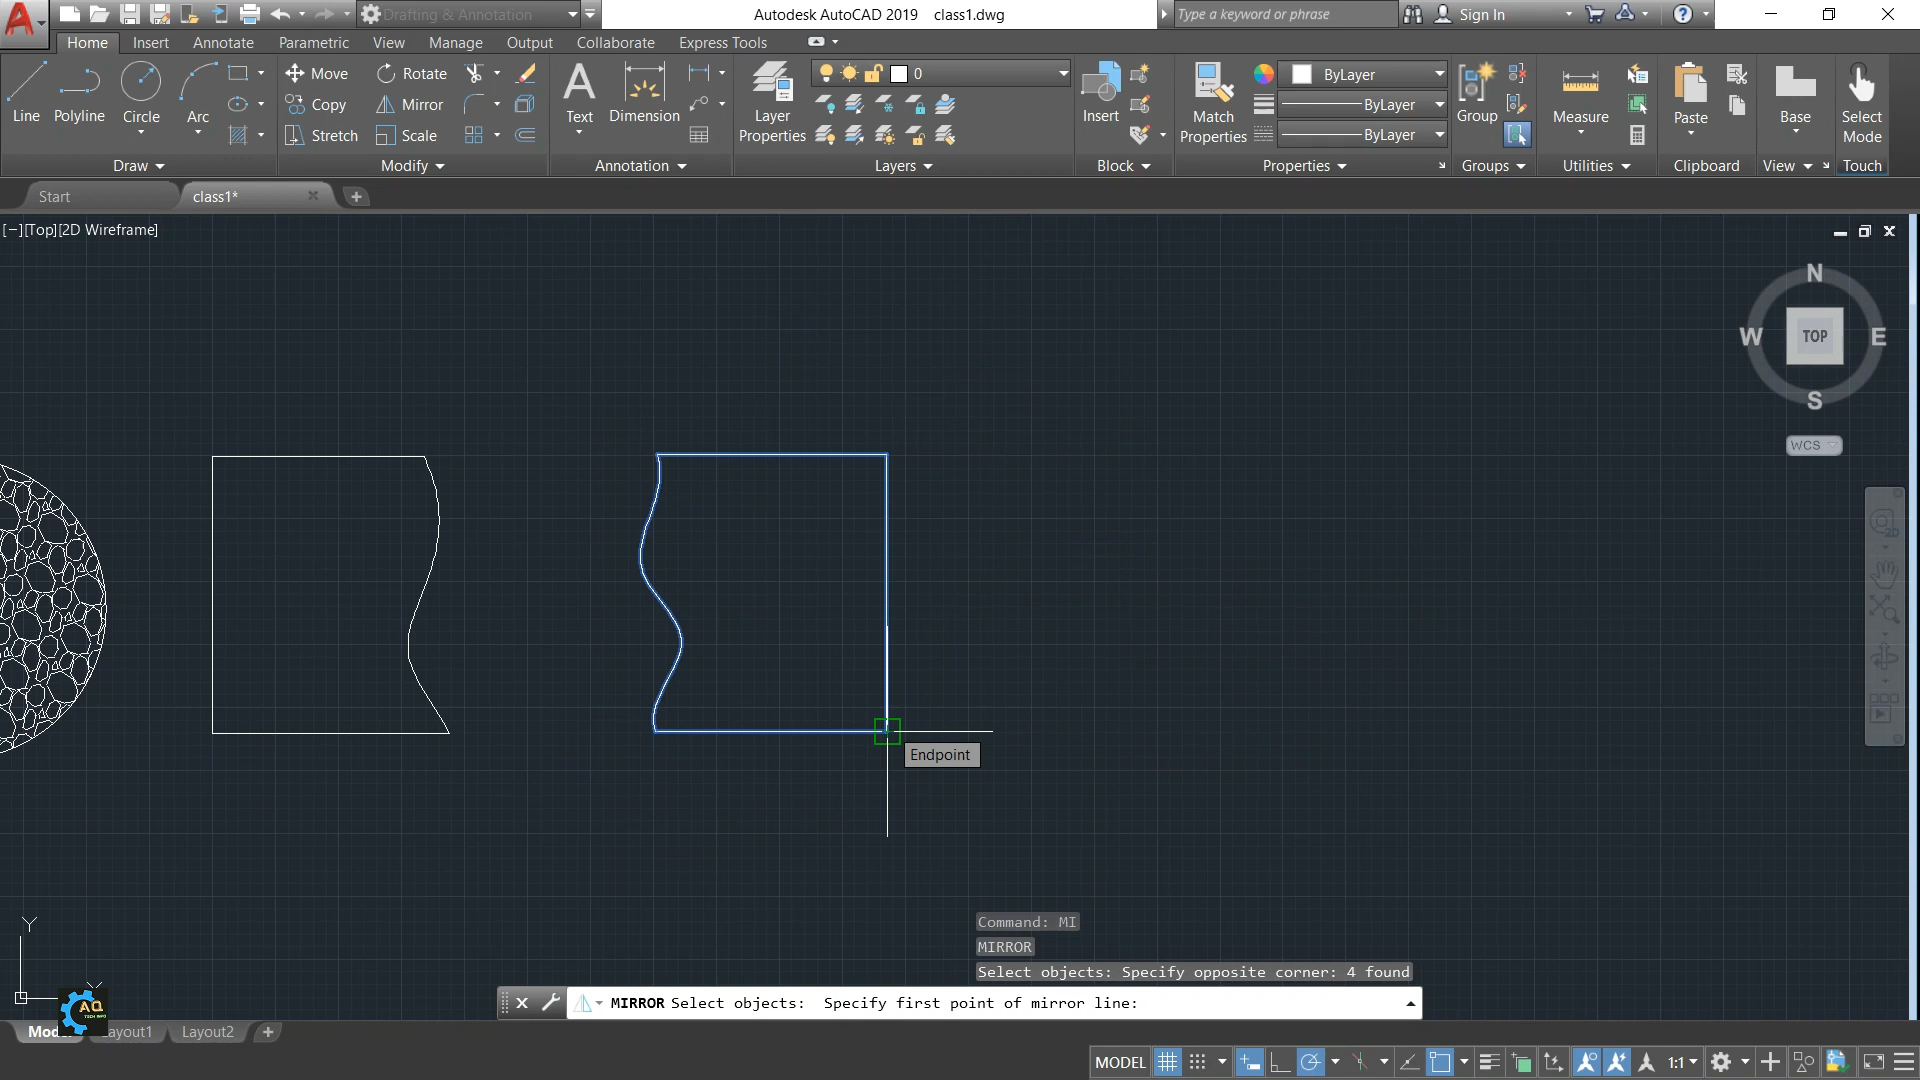 Drafting & Annotation
Autodesk AutoCAD 2019 class1.dwg
Type a keyword or phrase
Sign In
Home Insert Annotate Parametric View Manage Output Collaborate Express Tools
Line Polyline Circle Arc
Move Rotate
Copy Mirror
Stretch Scale
Text Dimension
Layer Properties
0
Insert
Match Properties
ByLayer
ByLayer
ByLayer
Group
Measure
Paste
Base
Select Mode
Draw Modify Annotation Layers Block Properties Groups Utilities Clipboard View Touch
Start class1*
[−][Top][2D Wireframe]
N
W TOP E
S
WCS
2D
Endpoint
Y
AQ
TECH INFO
Command: MI
MIRROR
Select objects: Specify opposite corner: 4 found
MIRROR Select objects: Specify first point of mirror line:
Layout2
MODEL 1:1